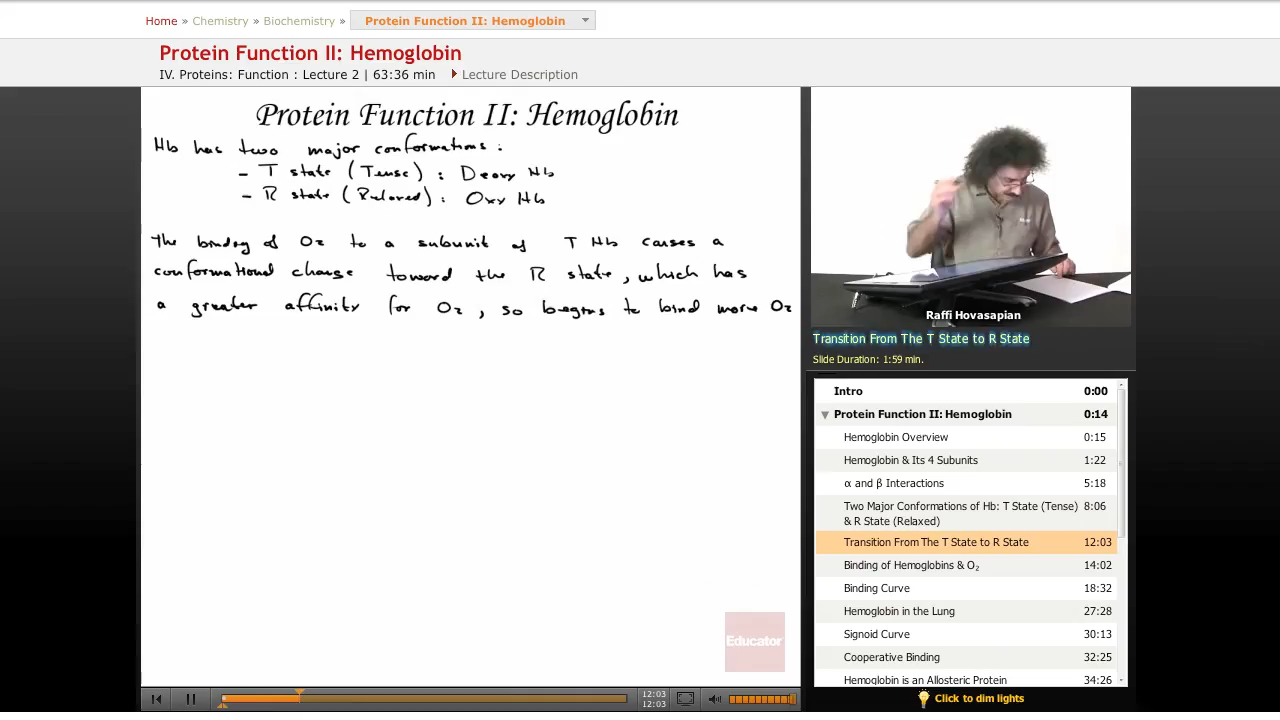 Home » Chemistry » Biochemistry » Protein Function II: Hemoglobin
Protein Function II: Hemoglobin
IV. Proteins: Function : Lecture 2 | 63:36 min Lecture Description
Protein Function II: Hemoglobin
Hb has two major conformations:
- T state (Tense) : Deoxy Hb
- R state (Relaxed) : Oxy Hb
The binding of O2 to a subunit of T Hb causes a
conformational change toward the R state, which has
a greater affinity for O2, so begins to bind more O2
Educator
Raffi Hovasapian
Transition From The T State to R State
Slide Duration: 1:59 min.
Intro 0:00
Protein Function II: Hemoglobin 0:14
Hemoglobin Overview 0:15
Hemoglobin & Its 4 Subunits 1:22
α and β Interactions 5:18
Two Major Conformations of Hb: T State (Tense) 8:06
& R State (Relaxed)
Transition From The T State to R State 12:03
Binding of Hemoglobins & O₂ 14:02
Binding Curve 18:32
Hemoglobin in the Lung 27:28
Signoid Curve 30:13
Cooperative Binding 32:25
Hemoglobin is an Allosteric Protein 34:26
12:03
12:03
Click to dim lights